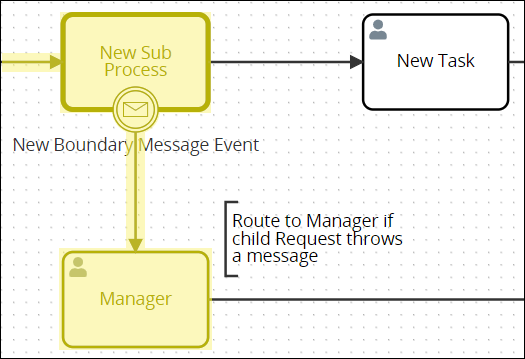 New Sub
Process
New Task
New Boundary Message Event
Route to Manager if
child Request throws
a message
Manager